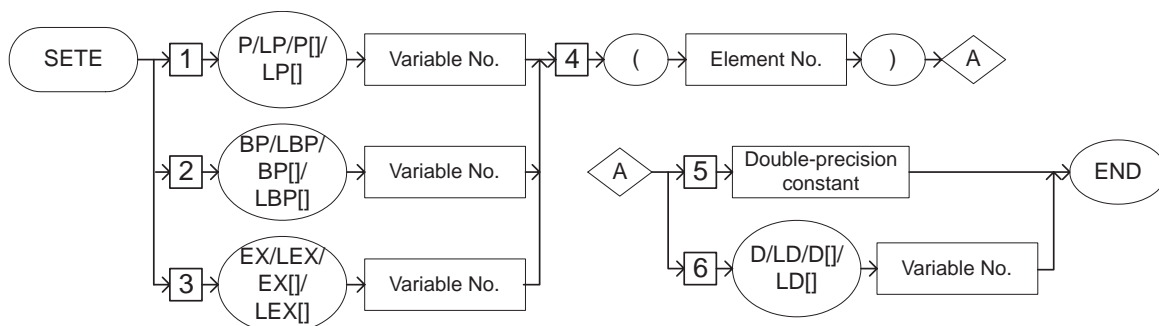 SETE
1
P/LP/P[]/
LP[]
Variable No.
4
(
Element No.
)
A
2
BP/LBP/
BP[]/
LBP[]
Variable No.
3
EX/LEX/
EX[]/
LEX[]
Variable No.
A
5
Double-precision
constant
END
6
D/LD/D[]/
LD[]
Variable No.